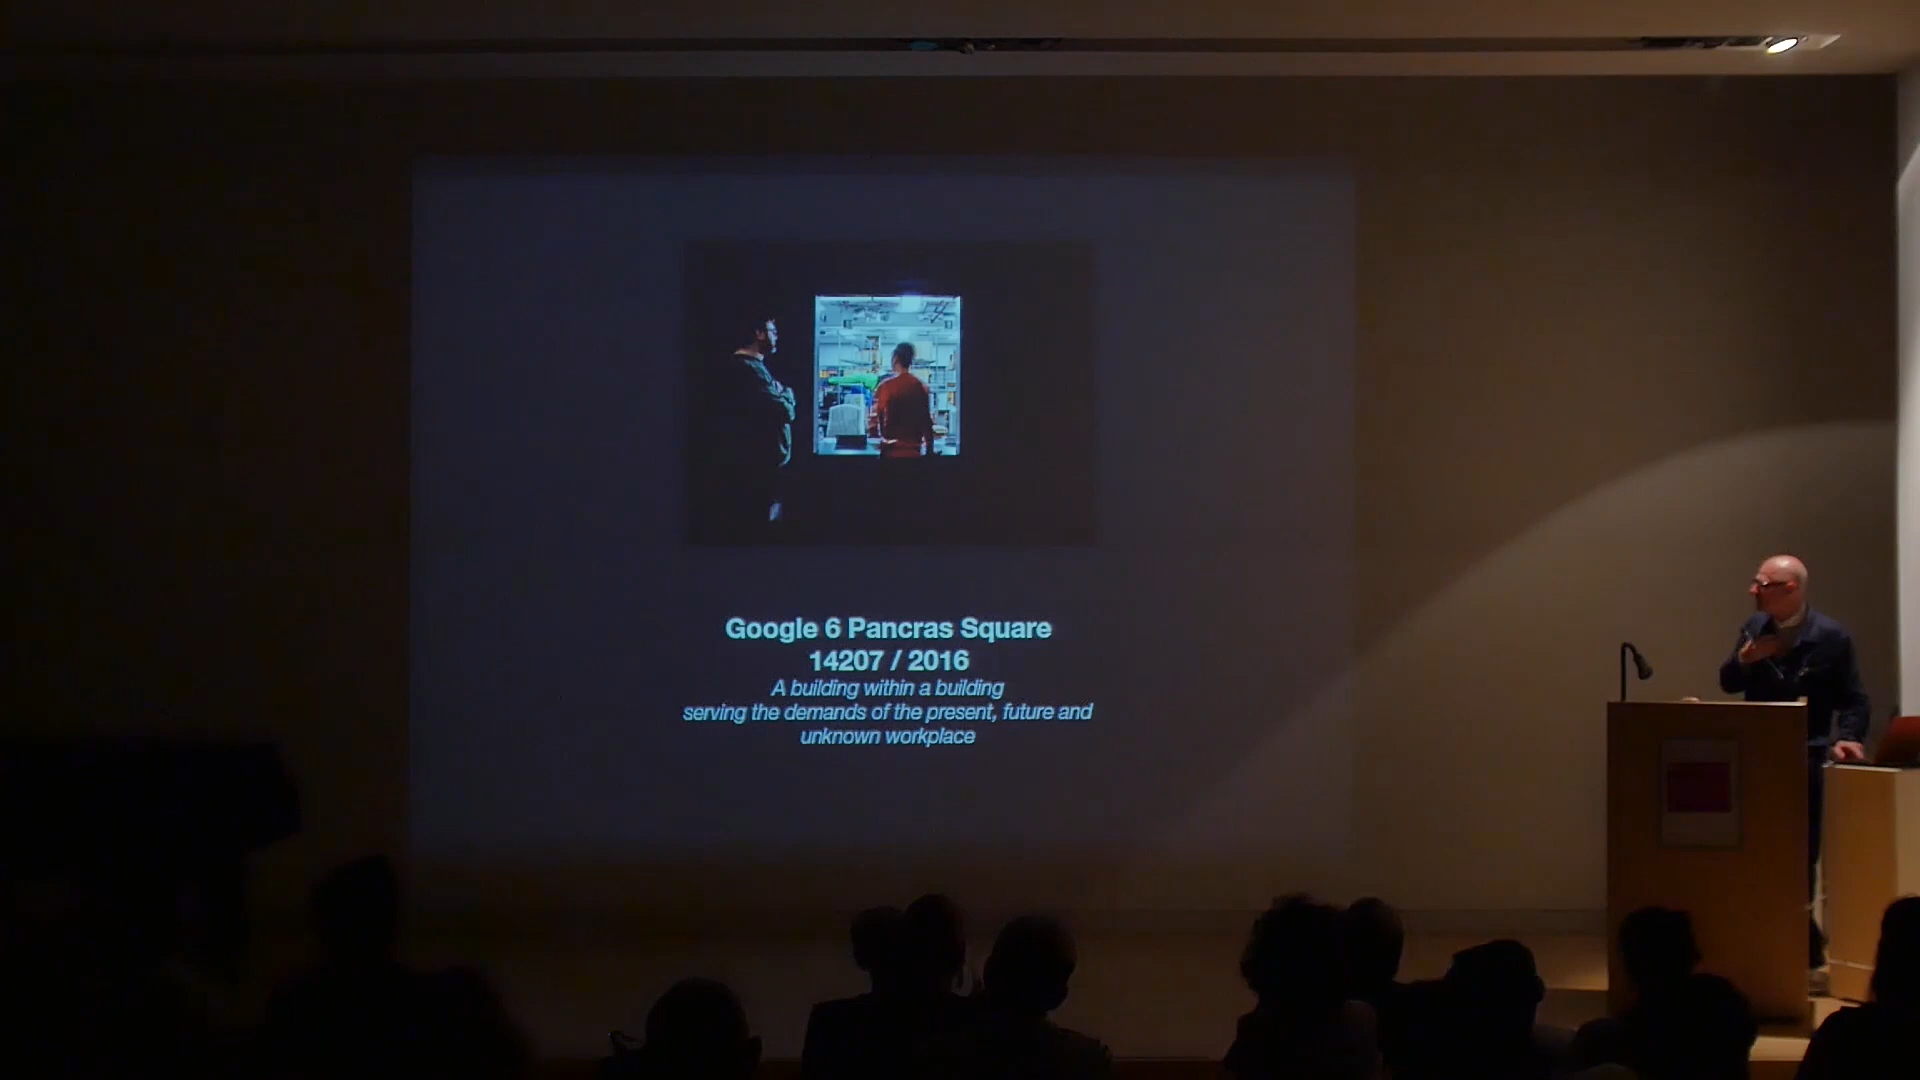 Google 6 Pancras Square
14207 / 2016
A building within a building
serving the demands of the present, future and
unknown workplace